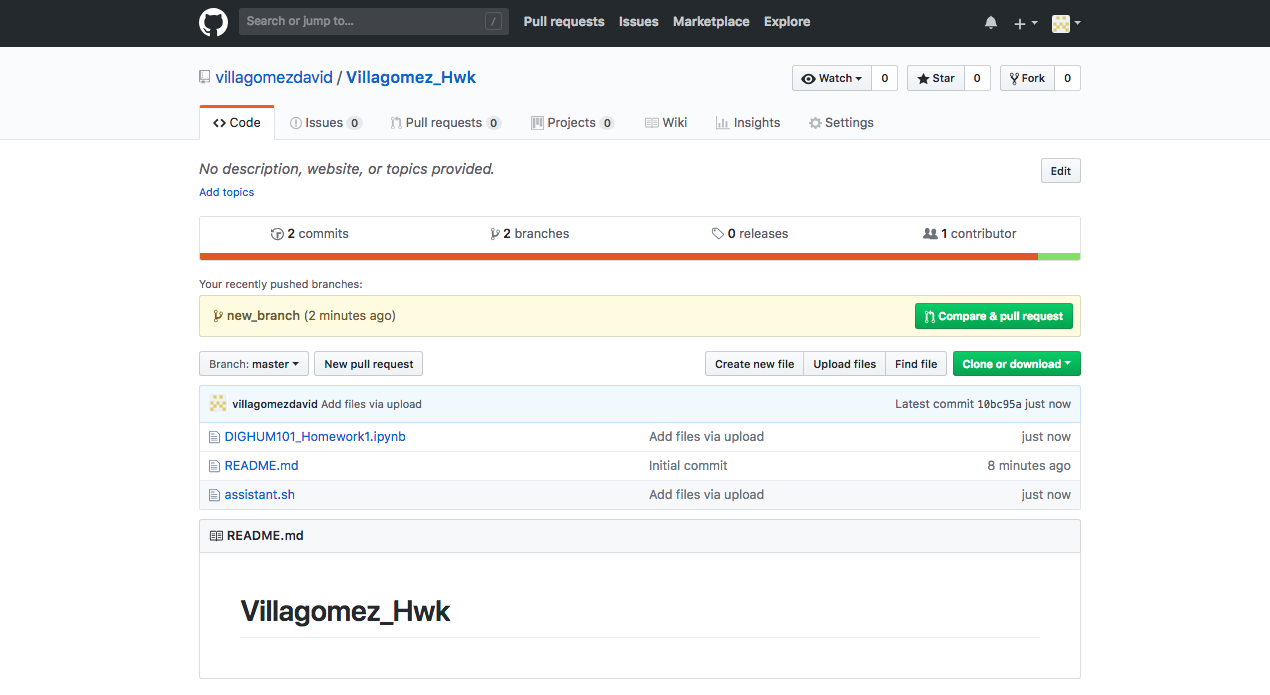 Search or jump to... / Pull requests Issues Marketplace Explore
villagomezdavid / Villagomez_Hwk Watch 0 Star 0 Fork 0
Code Issues 0 Pull requests 0 Projects 0 Wiki Insights Settings
No description, website, or topics provided. Edit
Add topics
2 commits 2 branches 0 releases 1 contributor
Your recently pushed branches:
new_branch (2 minutes ago) Compare & pull request
Branch: master New pull request Create new file Upload files Find file Clone or download
villagomezdavid Add files via upload Latest commit 10bc95a just now
DIGHUM101_Homework1.ipynb Add files via upload just now
README.md Initial commit 8 minutes ago
assistant.sh Add files via upload just now
README.md
Villagomez_Hwk